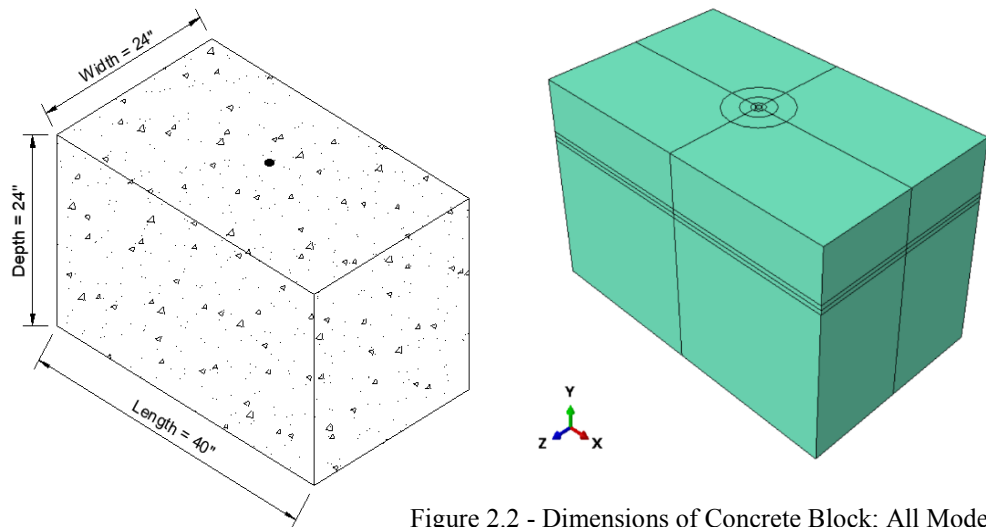 Width = 24"
Depth = 24"
Length = 40"
Y
Z
X
Figure 2.2 - Dimensions of Concrete Block; All Mode